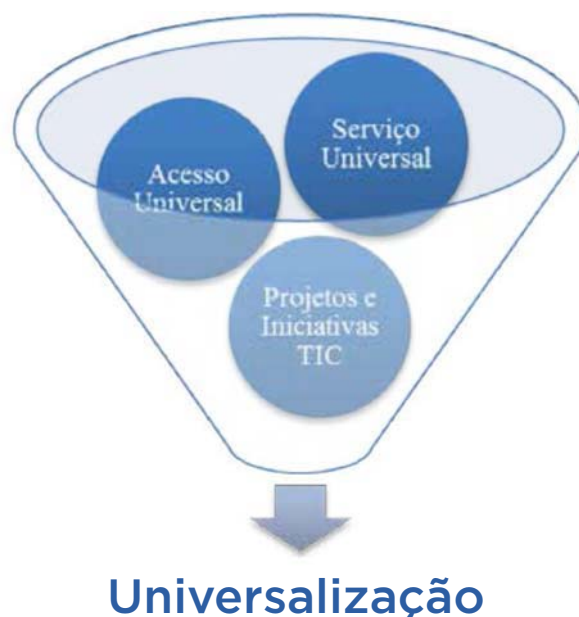 Serviço
Universal
Acesso
Universal
Projetos e
Iniciativas
TIC
Universalização